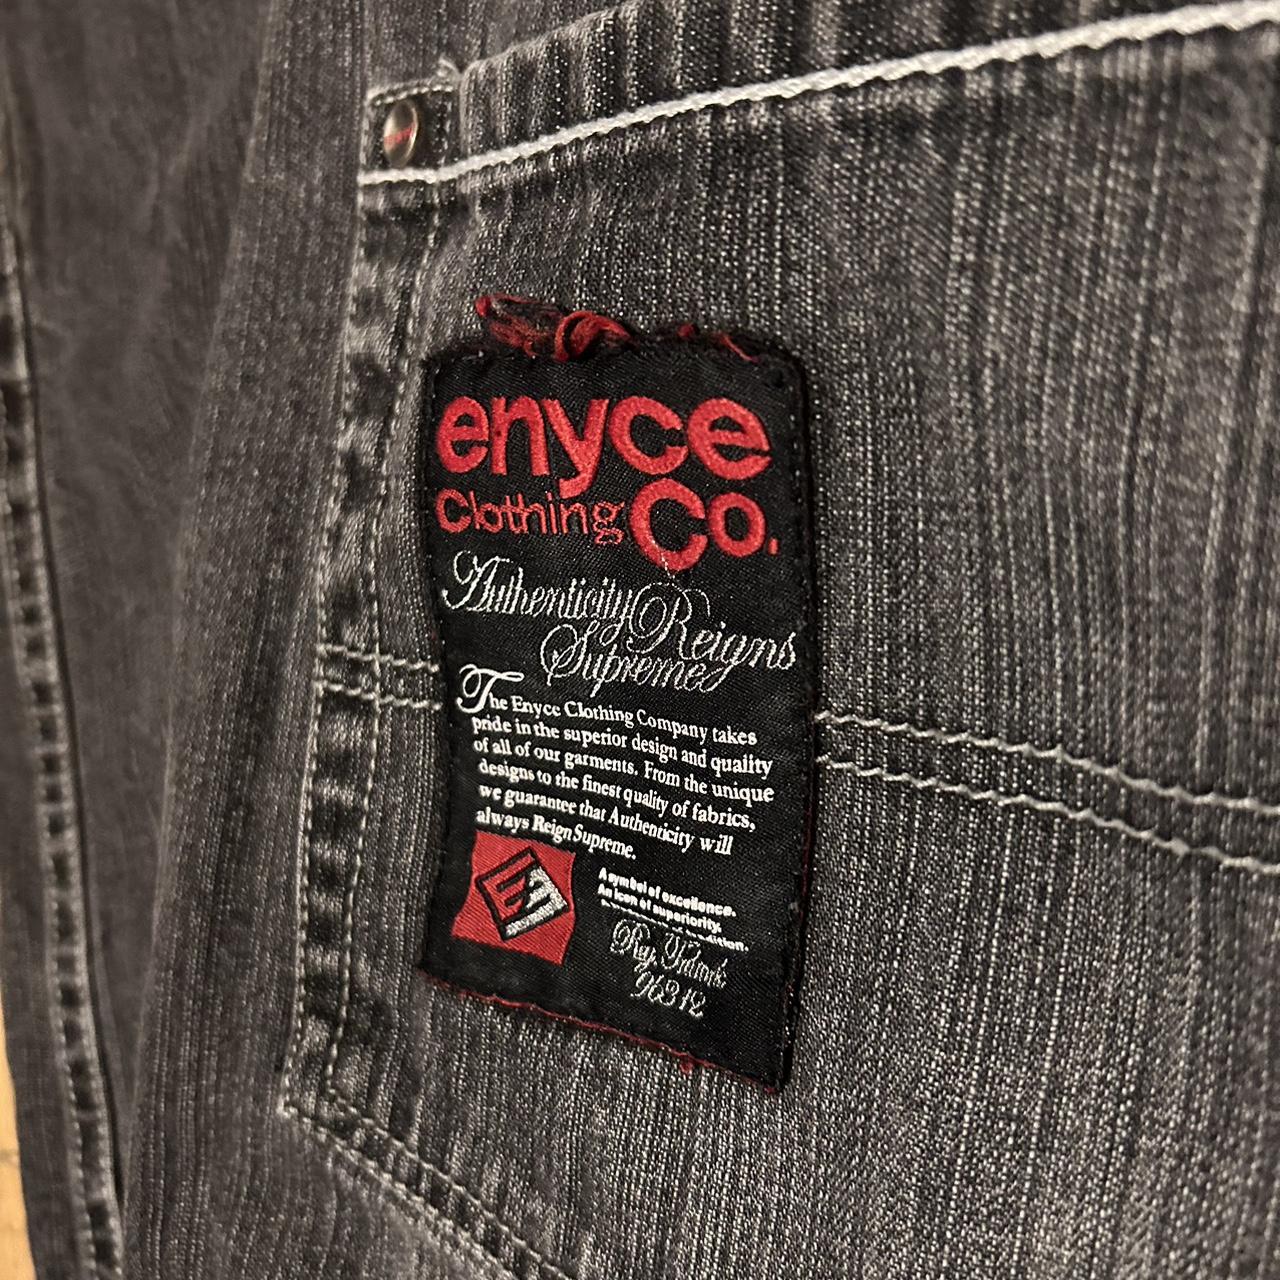 enyce
Clothing Co.
Authenticity Reigns
Supreme
The Enyce Clothing Company takes
pride in the superior design and quality
of all of our garments. From the unique
designs to the finest quality of fabrics,
we guarantee that Authenticity will
always Reign Supreme.
A symbol of excellence.
An icon of superiority.
96312